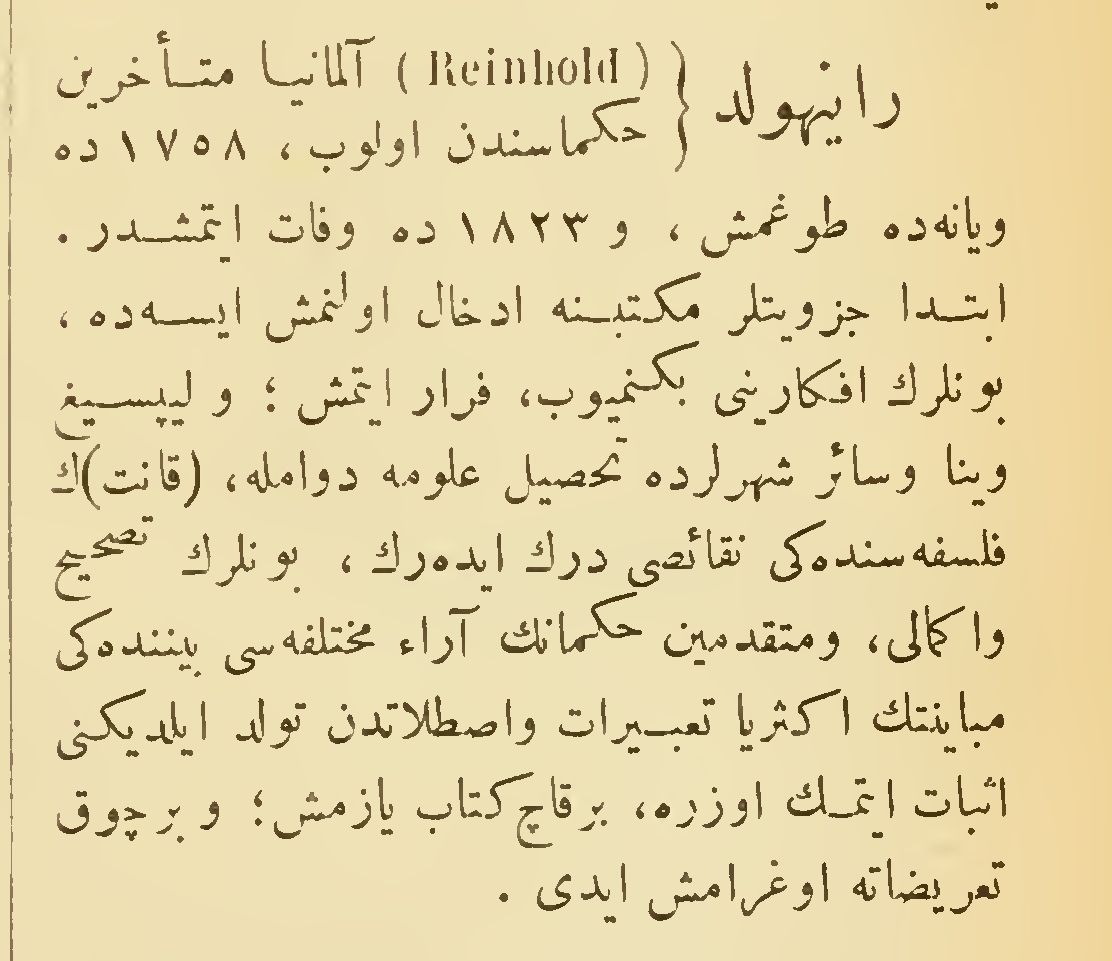 راینهولد { (Reinhold) آلمانیا متأخرین
حکماسندن اولوب، ۱۷۵۸ ده
ویانه‌ده طوغمش، و ۱۸۲۳ ده وفات ایتمشدر.
ابتدا جزویتلر مکتبنه ادخال اولنمش ایسه‌ده،
بونلرك افکارینی بکنمیوب، فرار ایتمش؛ و لیپسیغ
وینا وسائر شهرلرده تحصیل علومه دوامله، (قانت)ك
فلسفه‌سنده‌کی نقائصی درك ایده‌رك، بونلرك تصحیح
واکمالی، ومتقدمین حکمانك آراء مختلفه‌سی بیننده‌کی
مباینتك اکثریا تعبیرات واصطلاتدن تولد ایلدیکنی
اثبات ایتمك اوزره، برقاچ کتاب یازمش؛ و برچوق
تعریضاته اوغرامش ایدی.